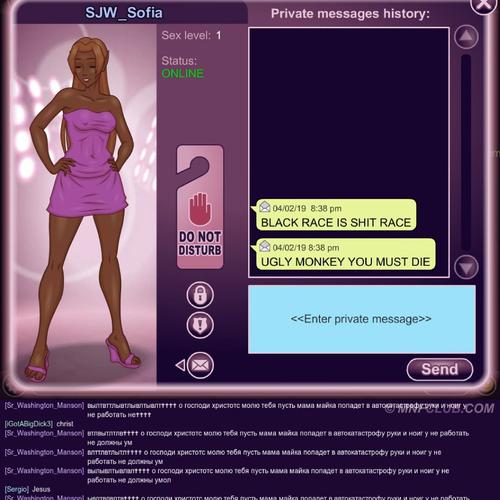 SJW_Sofia
Private messages history:
Sex level: 1
Status:
ONLINE
04/02/19 8:38 pm
BLACK RACE IS SHIT RACE
04/02/19 8:38 pm
UGLY MONKEY YOU MUST DIE
DO NOT
DISTURB
<<Enter private message>>
Send
© MNFCLUB.COM
[Sr_Washington_Manson] о господи христотс молю тебя пусть мама майка попадет в автокатастрофу руки и ноиг у
не работать не††††
[iGotABigDick3] christ
[Sr_Washington_Manson] о господи христотс молю тебя пусть мама майка попадет в автокатастрофу руки и ноиг у не работать
не должны ум
[Sr_Washington_Manson] о господи христотс молю тебя пусть мама майка попадет в автокатастрофу руки и ноиг у не
работать не должны ум
[Sr_Washington_Manson] о господи христотс молю тебя пусть мама майка попадет в автокатастрофу руки и ноиг у не
работать не должны умол
[Sergio] Jesus